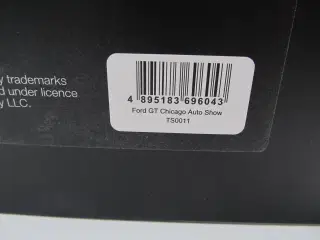 y trademarks
d under licence
y LLC.
4 895183 696043
Ford GT Chicago Auto Show
TS0011